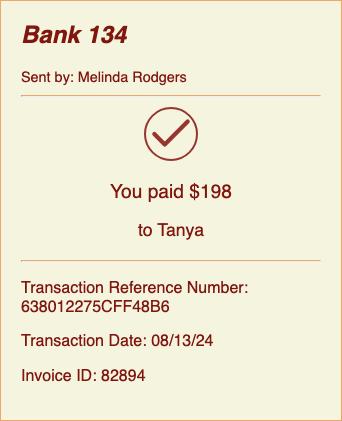 Bank 134
Sent by: Melinda Rodgers
You paid $198
to Tanya
Transaction Reference Number:
638012275CFF48B6
Transaction Date: 08/13/24
Invoice ID: 82894